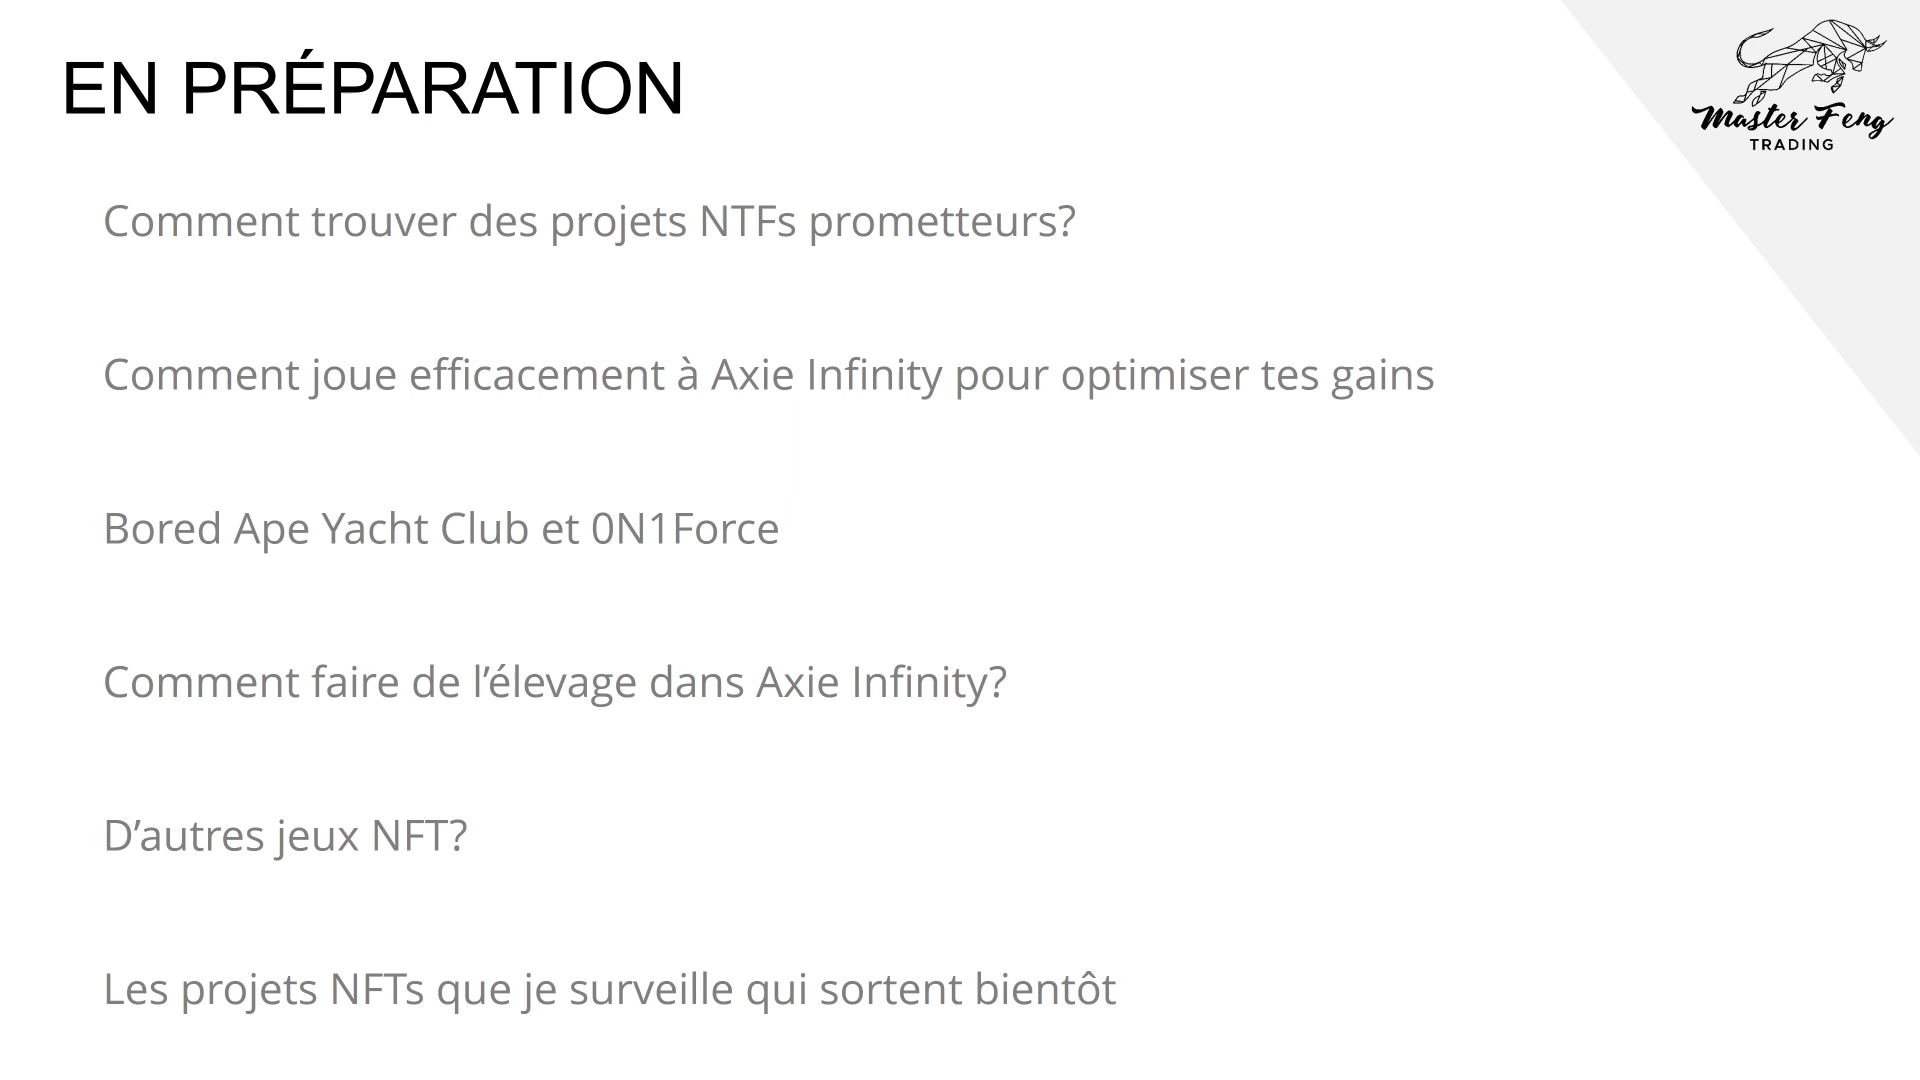 EN PRÉPARATION
Master Feng
TRADING
Comment trouver des projets NTFs prometteurs?
Comment joue efficacement à Axie Infinity pour optimiser tes gains
Bored Ape Yacht Club et 0N1Force
Comment faire de l’élevage dans Axie Infinity?
D’autres jeux NFT?
Les projets NFTs que je surveille qui sortent bientôt